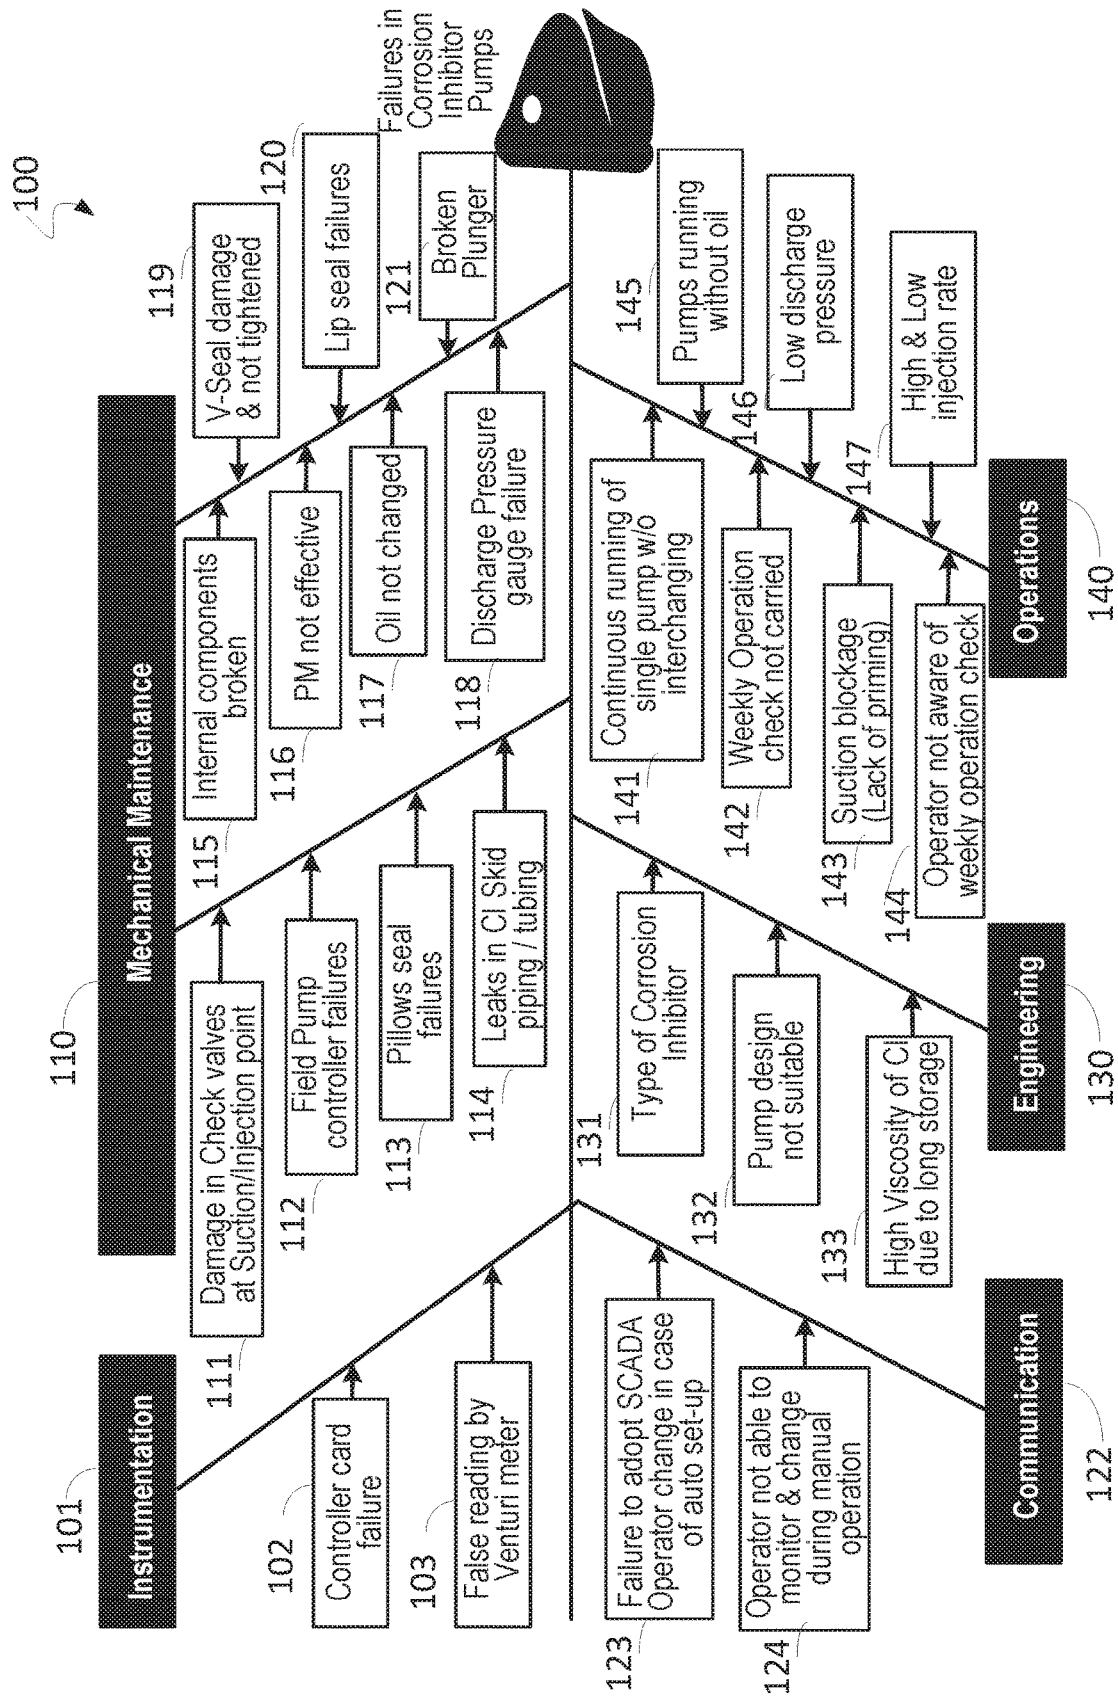 100
101
Instrumentation
102
Controller card
failure
103
False reading by
Venturi meter
110
Mechanical Maintenance
111
Damage in Check valves
at Suction/Injection point
112
Field Pump
controller failures
113
Pillows seal
failures
114
Leaks in CI Skid
piping / tubing
115
Internal components
broken
116
PM not effective
117
Oil not changed
118
Discharge Pressure
gauge failure
119
V-Seal damage
& not tightened
120
Lip seal failures
121
Broken
Plunger
Failures in
Corrosion
Inhibitor
Pumps
123
Failure to adopt SCADA
Operator change in case
of auto set-up
124
Operator not able to
monitor & change
during manual
operation
Communication
122
131
Type of Corrosion
Inhibitor
132
Pump design
not suitable
133
High Viscosity of CI
due to long storage
Engineering
130
141
Continuous running of
single pump w/o
interchanging
142
Weekly Operation
check not carried
143
Suction blockage
(Lack of priming)
144
Operator not aware of
weekly operation check
145
Pumps running
without oil
146
Low discharge
pressure
147
High & Low
injection rate
Operations
140